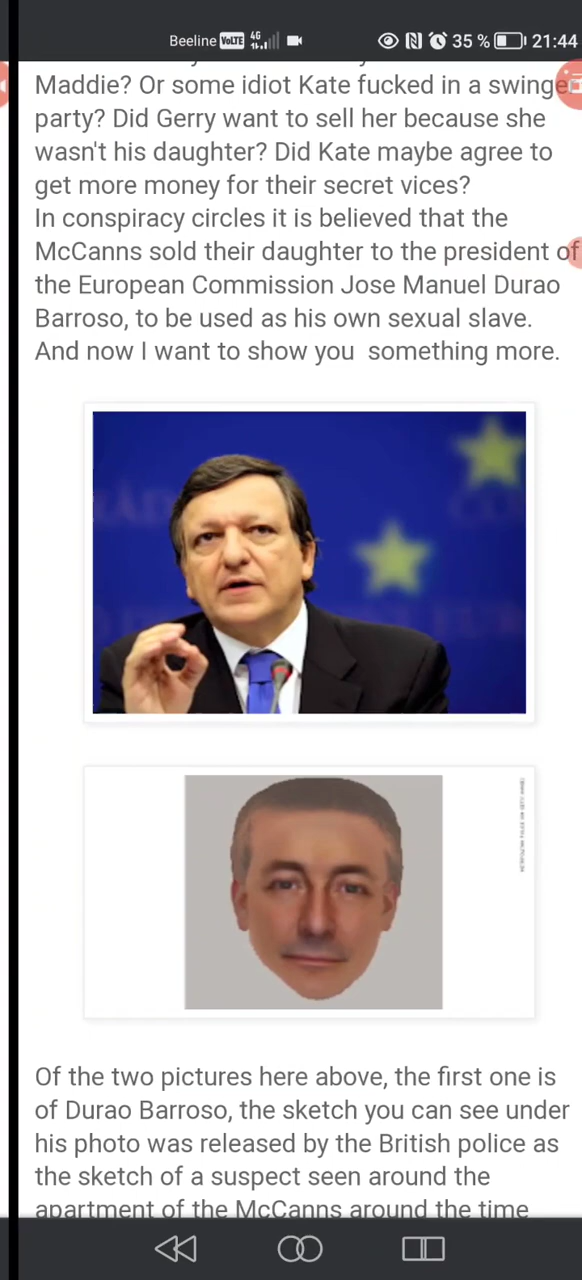 Beeline VoLTE 4G 35 % 21:44
Maddie? Or some idiot Kate fucked in a swinge
party? Did Gerry want to sell her because she
wasn't his daughter? Did Kate maybe agree to
get more money for their secret vices?
In conspiracy circles it is believed that the
McCanns sold their daughter to the president of
the European Commission Jose Manuel Durao
Barroso, to be used as his own sexual slave.
And now I want to show you something more.
Of the two pictures here above, the first one is
of Durao Barroso, the sketch you can see under
his photo was released by the British police as
the sketch of a suspect seen around the
apartment of the McCanns around the time